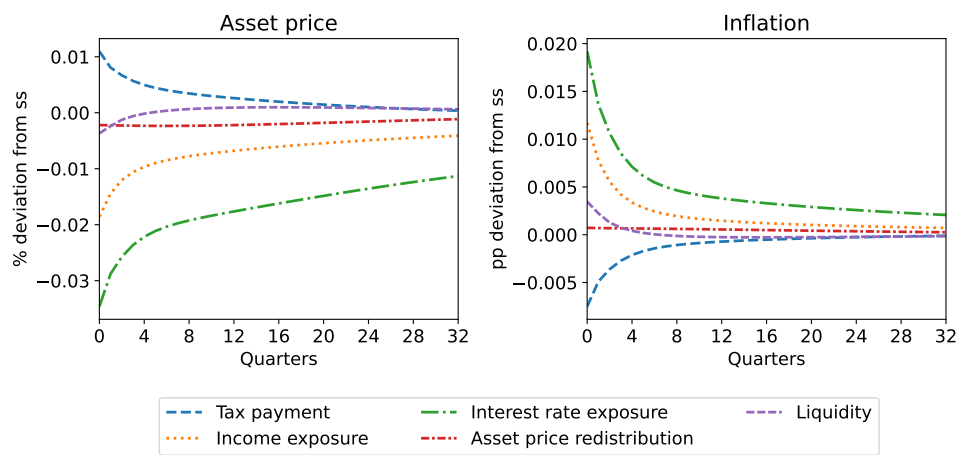 Asset price
Inflation
% deviation from ss
0.01
0.00
−0.01
−0.02
−0.03
0 4 8 12 16 20 24 28 32
Quarters
pp deviation from ss
0.020
0.015
0.010
0.005
0.000
−0.005
0 4 8 12 16 20 24 28 32
Quarters
Tax payment
Income exposure
Interest rate exposure
Asset price redistribution
Liquidity